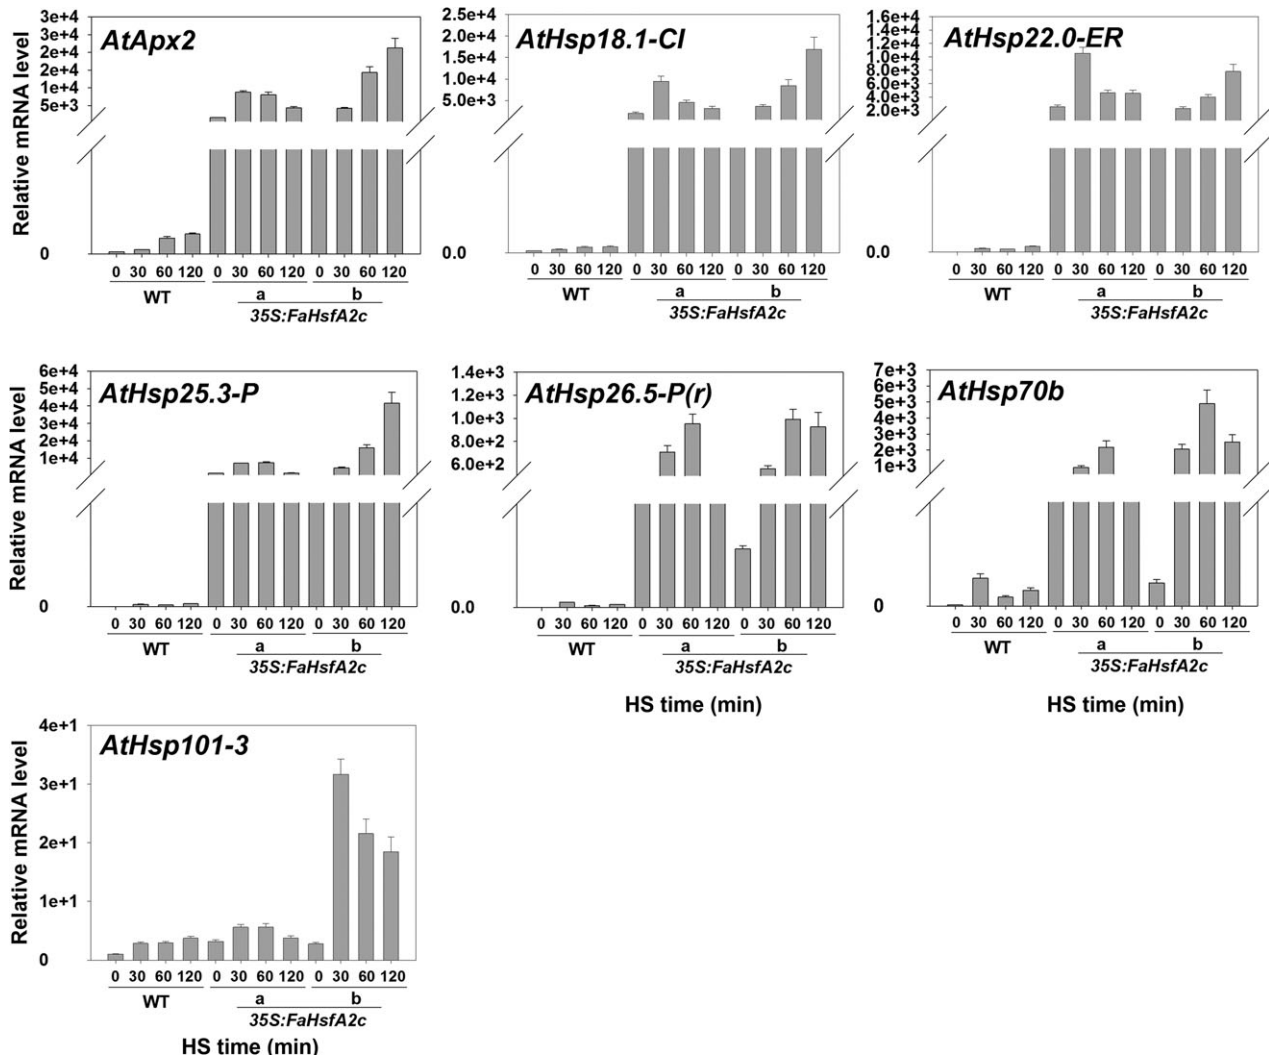 AtApx2
Relative mRNA level
3e+4
2e+4
2e+4
1e+4
5e+3
0
0 30 60 120 0 30 60 120 0 30 60 120
WT
a b
35S:FaHsfA2c
AtHsp18.1-CI
2.5e+4
2.0e+4
1.5e+4
1.0e+4
5.0e+3
0.0
0 30 60 120 0 30 60 120 0 30 60 120
WT
a b
35S:FaHsfA2c
AtHsp22.0-ER
1.6e+4
1.4e+4
1.2e+4
1.0e+4
8.0e+3
6.0e+3
4.0e+3
2.0e+3
0.0
0 30 60 120 0 30 60 120 0 30 60 120
WT
a b
35S:FaHsfA2c
AtHsp25.3-P
Relative mRNA level
6e+4
5e+4
4e+4
3e+4
2e+4
1e+4
0
0 30 60 120 0 30 60 120 0 30 60 120
WT
a b
35S:FaHsfA2c
AtHsp26.5-P(r)
1.4e+3
1.2e+3
1.0e+3
8.0e+2
6.0e+2
0.0
0 30 60 120 0 30 60 120 0 30 60 120
WT
a b
35S:FaHsfA2c
HS time (min)
AtHsp70b
7e+3
6e+3
5e+3
4e+3
3e+3
2e+3
1e+3
0
0 30 60 120 0 30 60 120 0 30 60 120
WT
a b
35S:FaHsfA2c
HS time (min)
AtHsp101-3
Relative mRNA level
4e+1
3e+1
2e+1
1e+1
0
0 30 60 120 0 30 60 120 0 30 60 120
WT
a b
35S:FaHsfA2c
HS time (min)